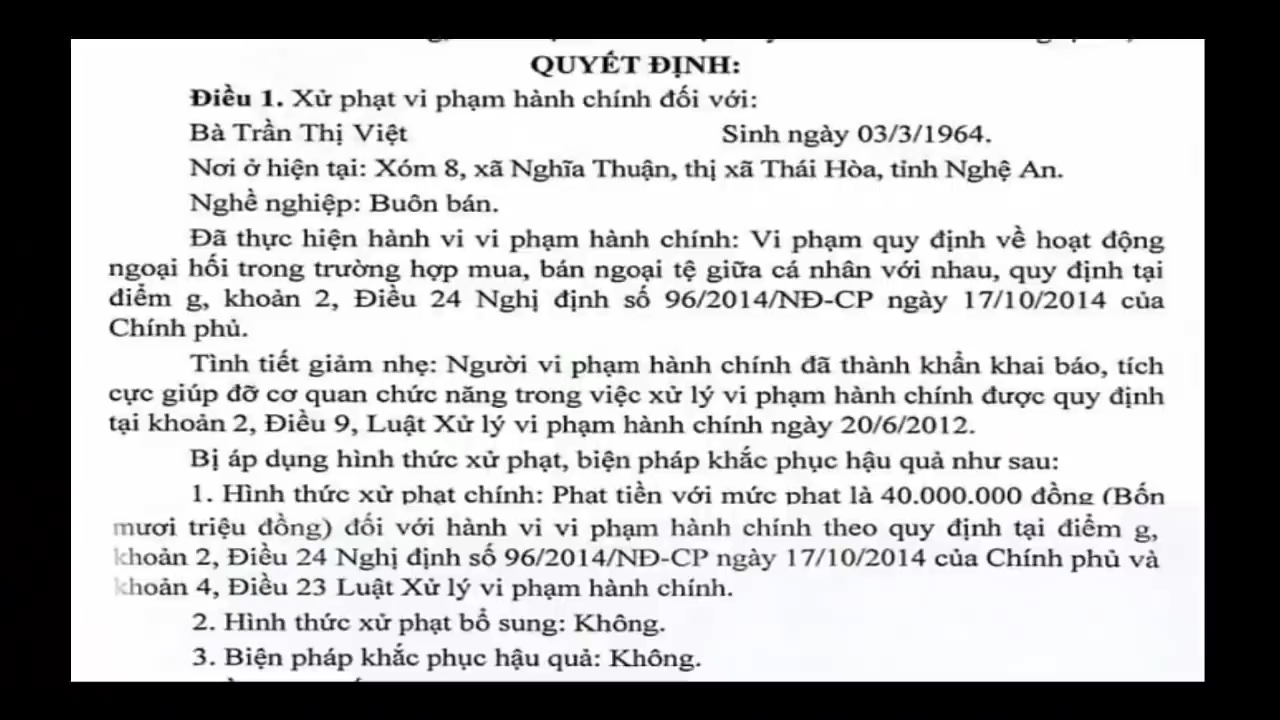 QUYẾT ĐỊNH:
Điều 1. Xử phạt vi phạm hành chính đối với:
Bà Trần Thị Việt Sinh ngày 03/3/1964.
Nơi ở hiện tại: Xóm 8, xã Nghĩa Thuận, thị xã Thái Hòa, tỉnh Nghệ An.
Nghề nghiệp: Buôn bán.
Đã thực hiện hành vi vi phạm hành chính: Vi phạm quy định về hoạt động
ngoại hối trong trường hợp mua, bán ngoại tệ giữa cá nhân với nhau, quy định tại
điểm g, khoản 2, Điều 24 Nghị định số 96/2014/NĐ-CP ngày 17/10/2014 của
Chính phủ.
Tình tiết giảm nhẹ: Người vi phạm hành chính đã thành khẩn khai báo, tích
cực giúp đỡ cơ quan chức năng trong việc xử lý vi phạm hành chính được quy định
tại khoản 2, Điều 9, Luật Xử lý vi phạm hành chính ngày 20/6/2012.
Bị áp dụng hình thức xử phạt, biện pháp khắc phục hậu quả như sau:
1. Hình thức xử phạt chính: Phạt tiền với mức phạt là 40.000.000 đồng (Bốn
mươi triệu đồng) đối với hành vi vi phạm hành chính theo quy định tại điểm g,
khoản 2, Điều 24 Nghị định số 96/2014/NĐ-CP ngày 17/10/2014 của Chính phủ và
khoản 4, Điều 23 Luật Xử lý vi phạm hành chính.
2. Hình thức xử phạt bổ sung: Không.
3. Biện pháp khắc phục hậu quả: Không.